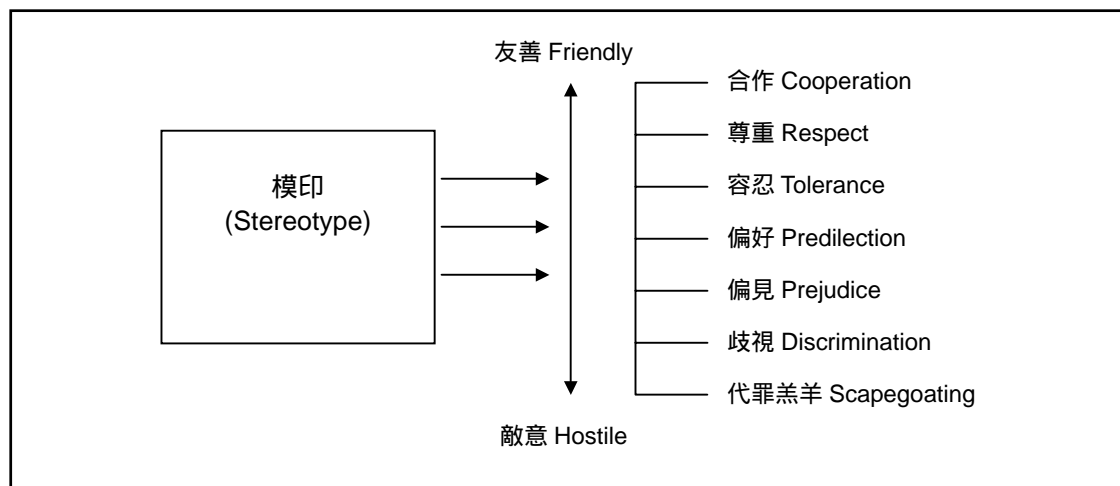 友善 Friendly
模印
(Stereotype)
合作 Cooperation
尊重 Respect
容忍 Tolerance
偏好 Predilection
偏見 Prejudice
歧視 Discrimination
代罪羔羊 Scapegoating
敵意 Hostile